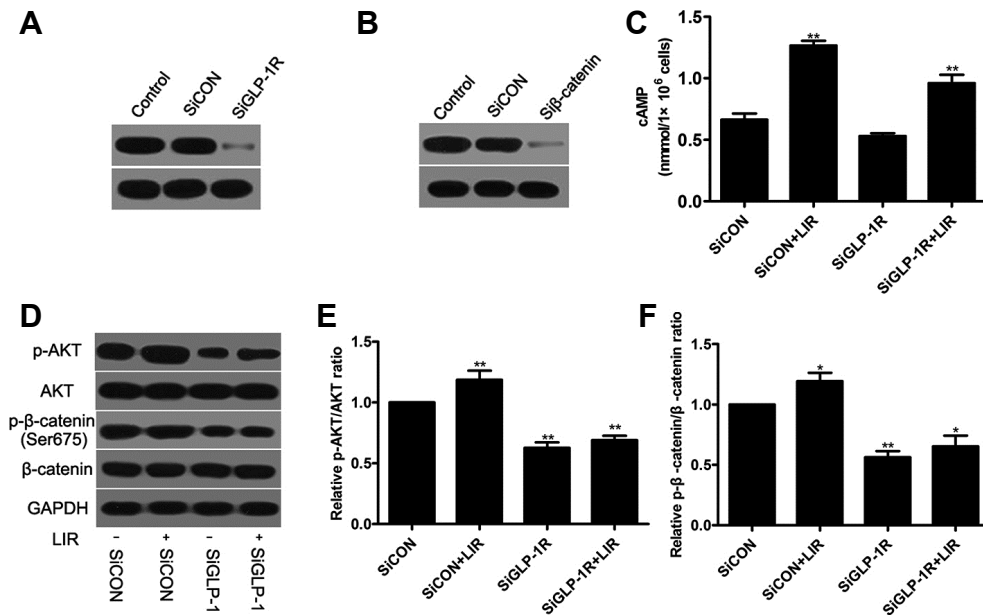 A
Control
SiCON
SiGLP-1R
B
Control
SiCON
Siβ-catenin
C
cAMP
(nmmol/1× 10⁶ cells)
1.5
1.0
0.5
0.0
**
**
SiCON
SiCON+LIR
SiGLP-1R
SiGLP-1R+LIR
D
p-AKT
AKT
p-β-catenin
(Ser675)
β-catenin
GAPDH
LIR
- + - +
SiCON
SiCON
SiGLP-1
SiGLP-1
E
Relative p-AKT/AKT ratio
1.5
1.0
0.5
0.0
**
**
**
SiCON
SiCON+LIR
SiGLP-1R
SiGLP-1R+LIR
F
Relative p-β -catenin/β -catenin ratio
1.5
1.0
0.5
0.0
*
**
*
SiCON
SiCON+LIR
SiGLP-1R
SiGLP-1R+LIR